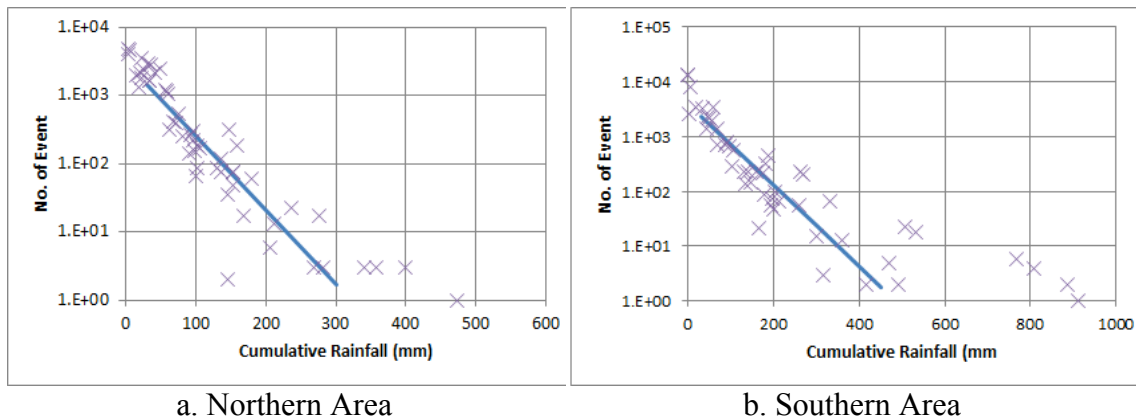 1.E+04
1.E+03
1.E+02
1.E+01
1.E+00
No. of Event
0 100 200 300 400 500 600
Cumulative Rainfall (mm)
a. Northern Area
1.E+05
1.E+04
1.E+03
1.E+02
1.E+01
1.E+00
No. of Event
0 200 400 600 800 1000
Cumulative Rainfall (mm
b. Southern Area